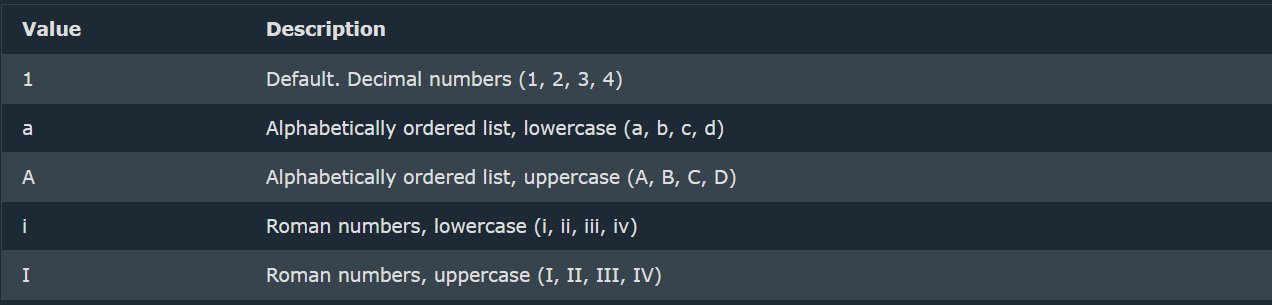 Value Description
1 Default. Decimal numbers (1, 2, 3, 4)
a Alphabetically ordered list, lowercase (a, b, c, d)
A Alphabetically ordered list, uppercase (A, B, C, D)
i Roman numbers, lowercase (i, ii, iii, iv)
I Roman numbers, uppercase (I, II, III, IV)